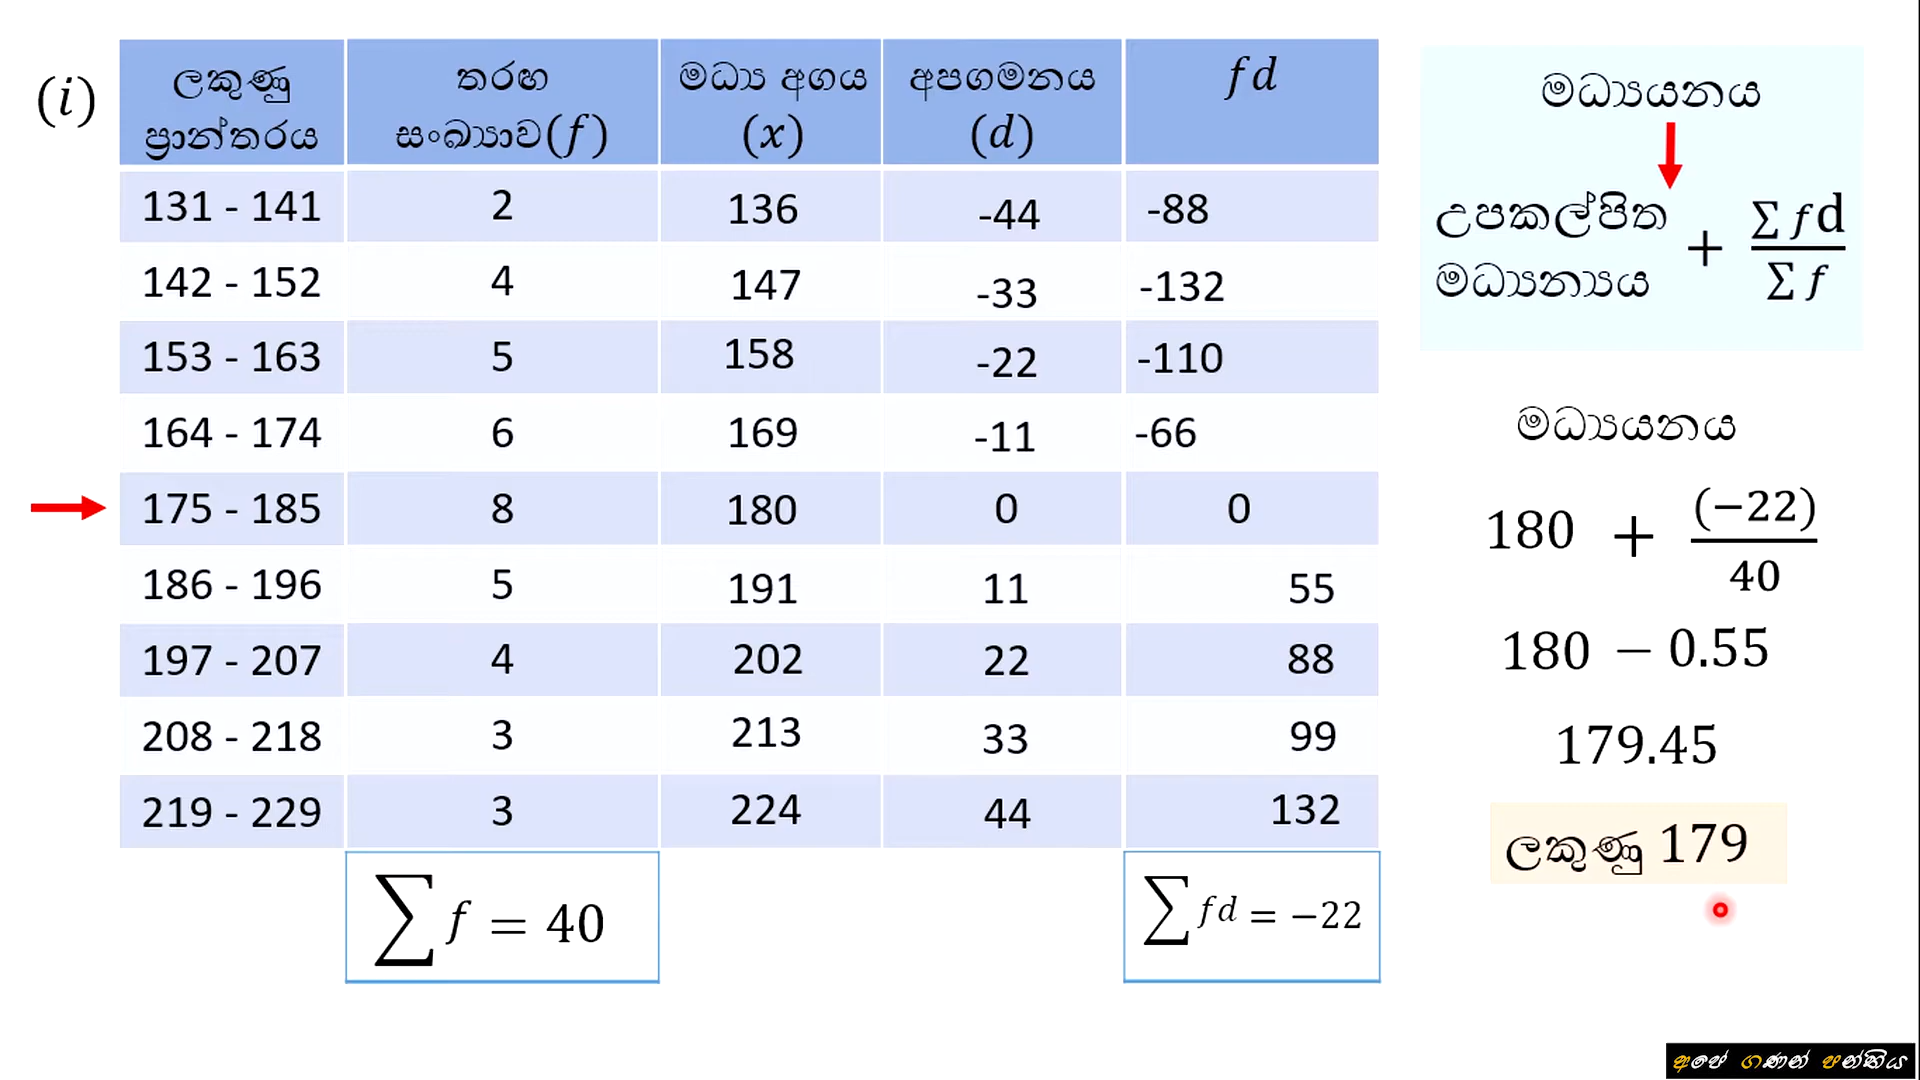 (i)
ලකුණු ප්‍රාන්තරය තරඟ සංඛ්‍යාව(f) මධ්‍ය අගය (x) අපගමනය (d) fd
131 - 141 2 136 -44 -88
142 - 152 4 147 -33 -132
153 - 163 5 158 -22 -110
164 - 174 6 169 -11 -66
175 - 185 8 180 0 0
186 - 196 5 191 11 55
197 - 207 4 202 22 88
208 - 218 3 213 33 99
219 - 229 3 224 44 132
∑ f = 40 ∑ fd = −22
මධ්‍යයනය
උපකල්පිත මධ්‍යන්‍යය + ∑ fd / ∑ f
මධ්‍යයනය
180 + (−22) / 40
180 − 0.55
179.45
ලකුණු 179
අපේ ගණන් පන්තිය